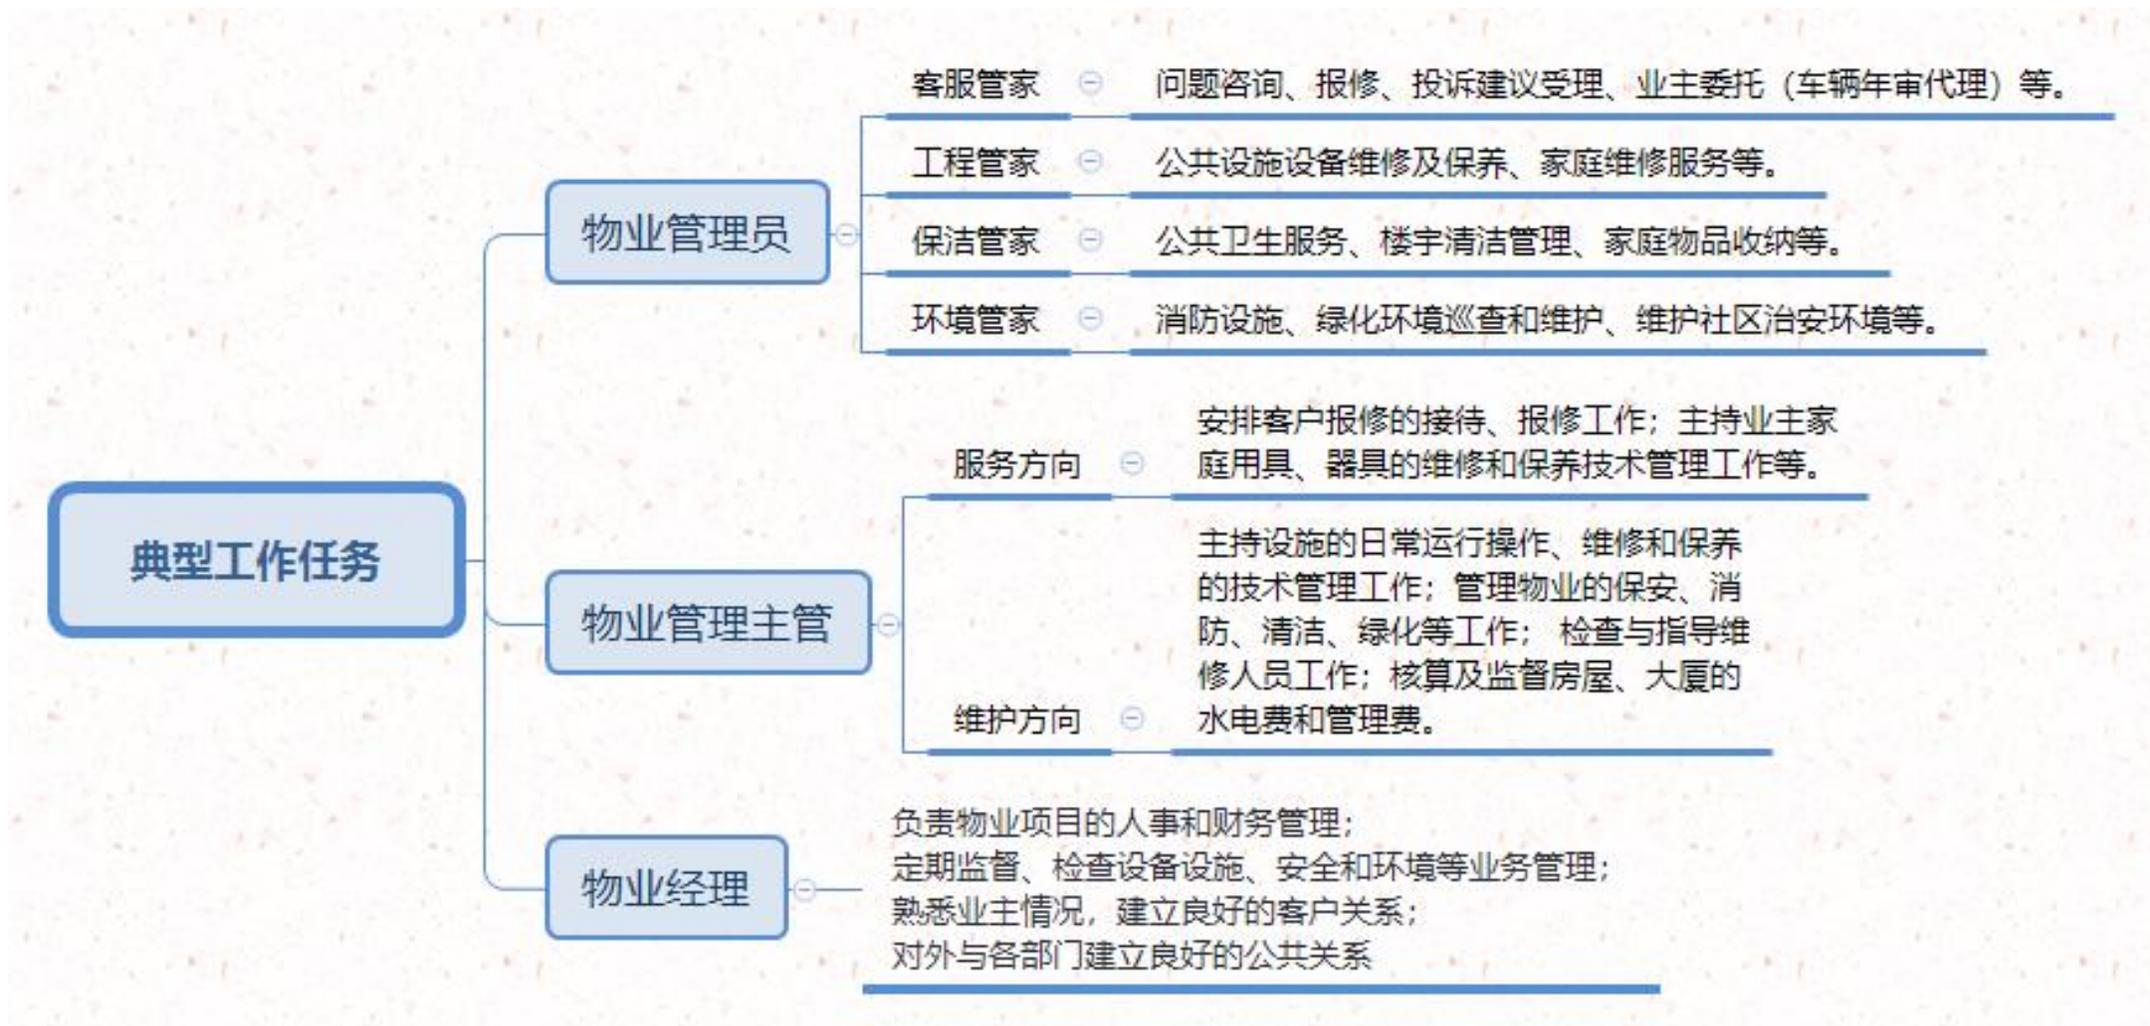 典型工作任务
物业管理员
客服管家
问题咨询、报修、投诉建议受理、业主委托（车辆年审代理）等。
工程管家
公共设施设备维修及保养、家庭维修服务等。
保洁管家
公共卫生服务、楼宇清洁管理、家庭物品收纳等。
环境管家
消防设施、绿化环境巡查和维护、维护社区治安环境等。
物业管理主管
服务方向
安排客户报修的接待、报修工作；主持业主家
庭用具、器具的维修和保养技术管理工作等。
维护方向
主持设施的日常运行操作、维修和保养
的技术管理工作；管理物业的保安、消
防、清洁、绿化等工作； 检查与指导维
修人员工作；核算及监督房屋、大厦的
水电费和管理费。
物业经理
负责物业项目的人事和财务管理；
定期监督、检查设备设施、安全和环境等业务管理；
熟悉业主情况，建立良好的客户关系；
对外与各部门建立良好的公共关系